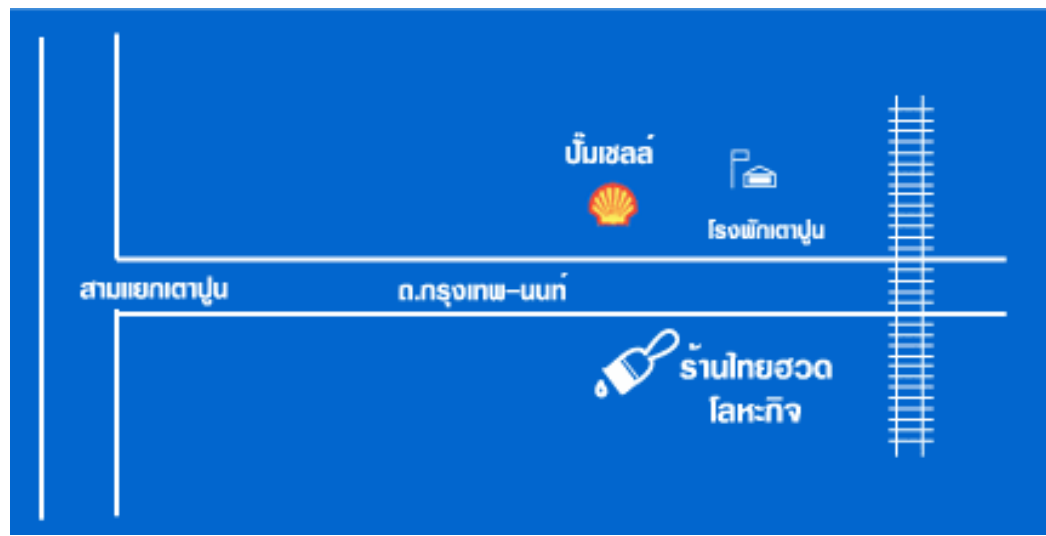 ปั๊มเชลล์
โรงพักเตาปูน
สามแยกเตาปูน
ถ.กรุงเทพ-นนท์
ร้านไทยฮวด
โลหะกิจ